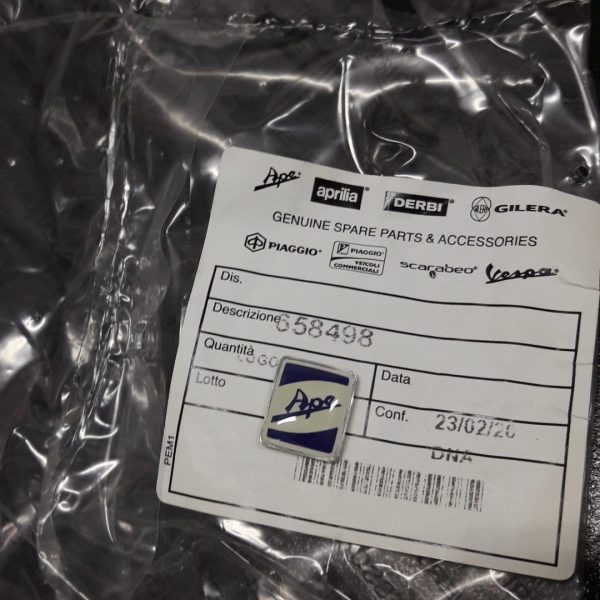 Ape aprilia DERBI GILERA
GENUINE SPARE PARTS & ACCESSORIES
PIAGGIO PIAGGIO VEICOLI COMMERCIALI scarabeo Vespa
Dis.
Descrizione 658498
Quantità
Lotto
Data
Conf. 23/02/20
DNA
Ape
PEM1